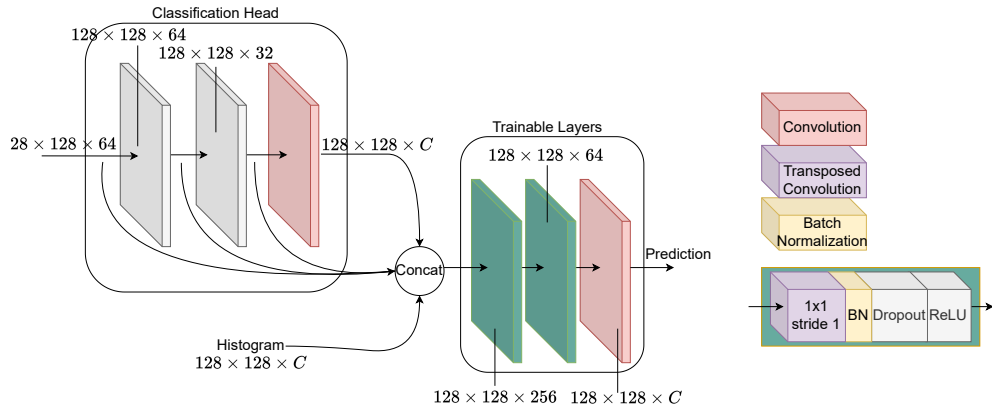 Classification Head
128 × 128 × 64
128 × 128 × 32
28 × 128 × 64
128 × 128 × C
Concat
Histogram
128 × 128 × C
Trainable Layers
128 × 128 × 64
Prediction
128 × 128 × 256
128 × 128 × C
Convolution
Transposed
Convolution
Batch
Normalization
1x1
stride 1
BN
Dropout
ReLU